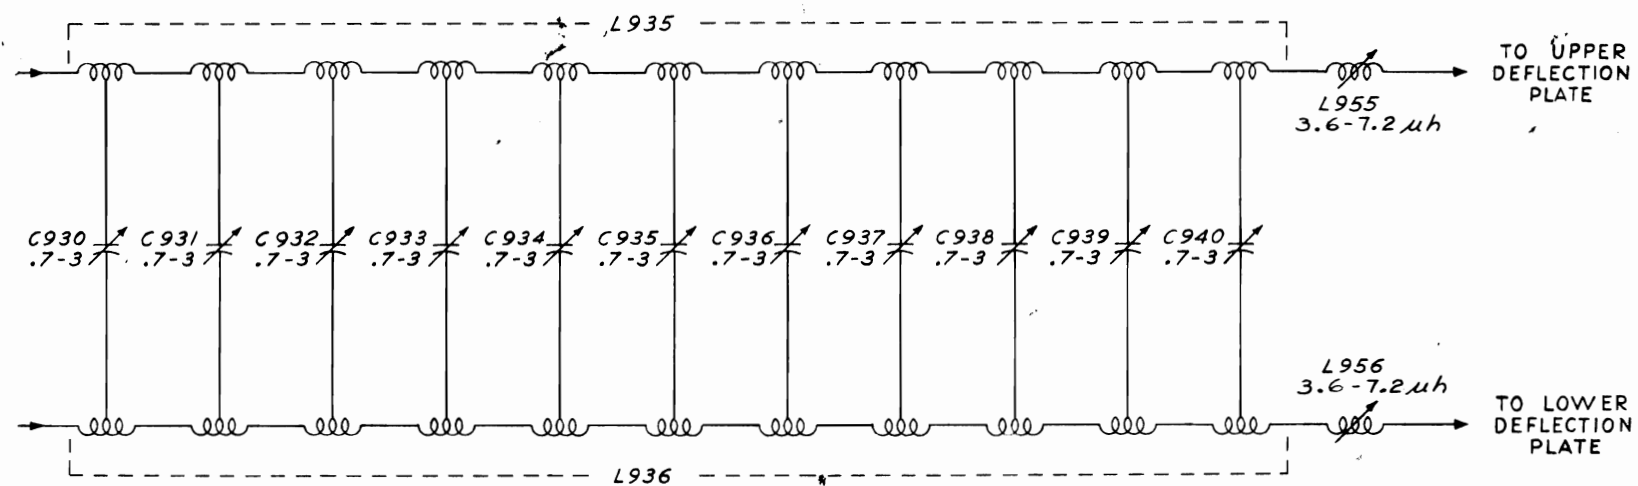 L935
TO UPPER
DEFLECTION
PLATE
L955
3.6-7.2 μh
C930
.7-3
C931
.7-3
C932
.7-3
C933
.7-3
C934
.7-3
C935
.7-3
C936
.7-3
C937
.7-3
C938
.7-3
C939
.7-3
C940
.7-3
L956
3.6-7.2 μh
TO LOWER
DEFLECTION
PLATE
L936